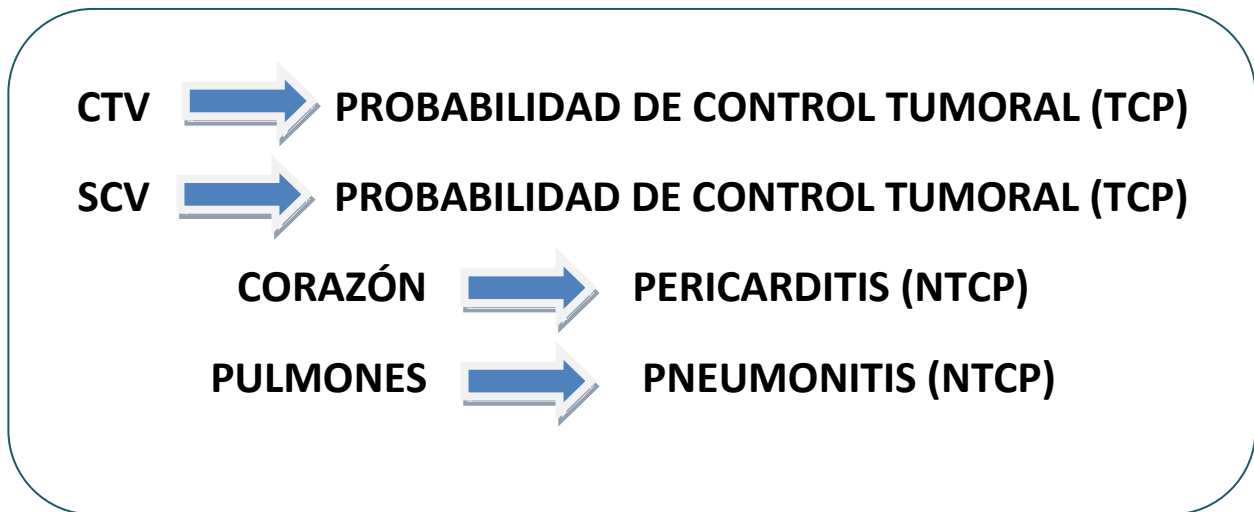 CTV PROBABILIDAD DE CONTROL TUMORAL (TCP)
SCV PROBABILIDAD DE CONTROL TUMORAL (TCP)
CORAZÓN PERICARDITIS (NTCP)
PULMONES PNEUMONITIS (NTCP)